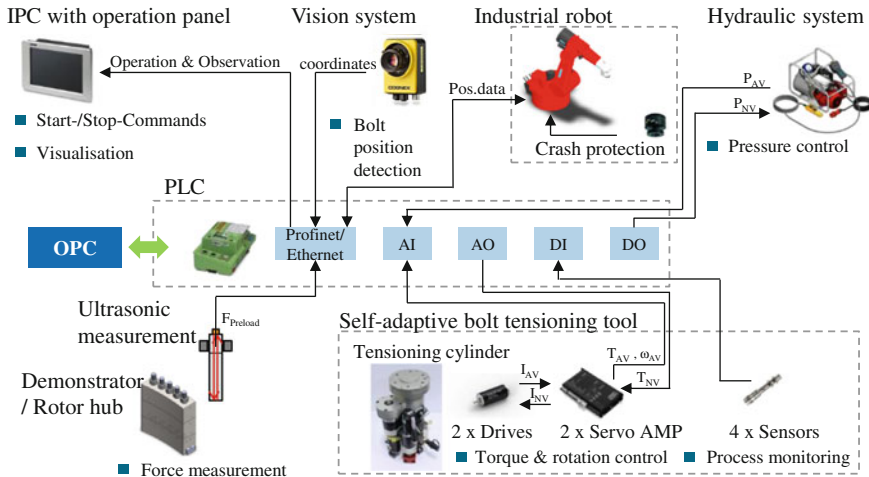 IPC with operation panel
Vision system
Industrial robot
Hydraulic system
Operation & Observation
coordinates
COGNEX
Pos.data
P_AV
P_NV
Start-/Stop-Commands
Visualisation
Bolt
position
detection
Crash protection
Pressure control
PLC
OPC
Profinet/
Ethernet
AI
AO
DI
DO
Ultrasonic
measurement
F_Preload
Self-adaptive bolt tensioning tool
Tensioning cylinder
Demonstrator
/ Rotor hub
I_AV
I_NV
T_AV , ω_AV
T_NV
2 x Drives
2 x Servo AMP
4 x Sensors
Force measurement
Torque & rotation control
Process monitoring